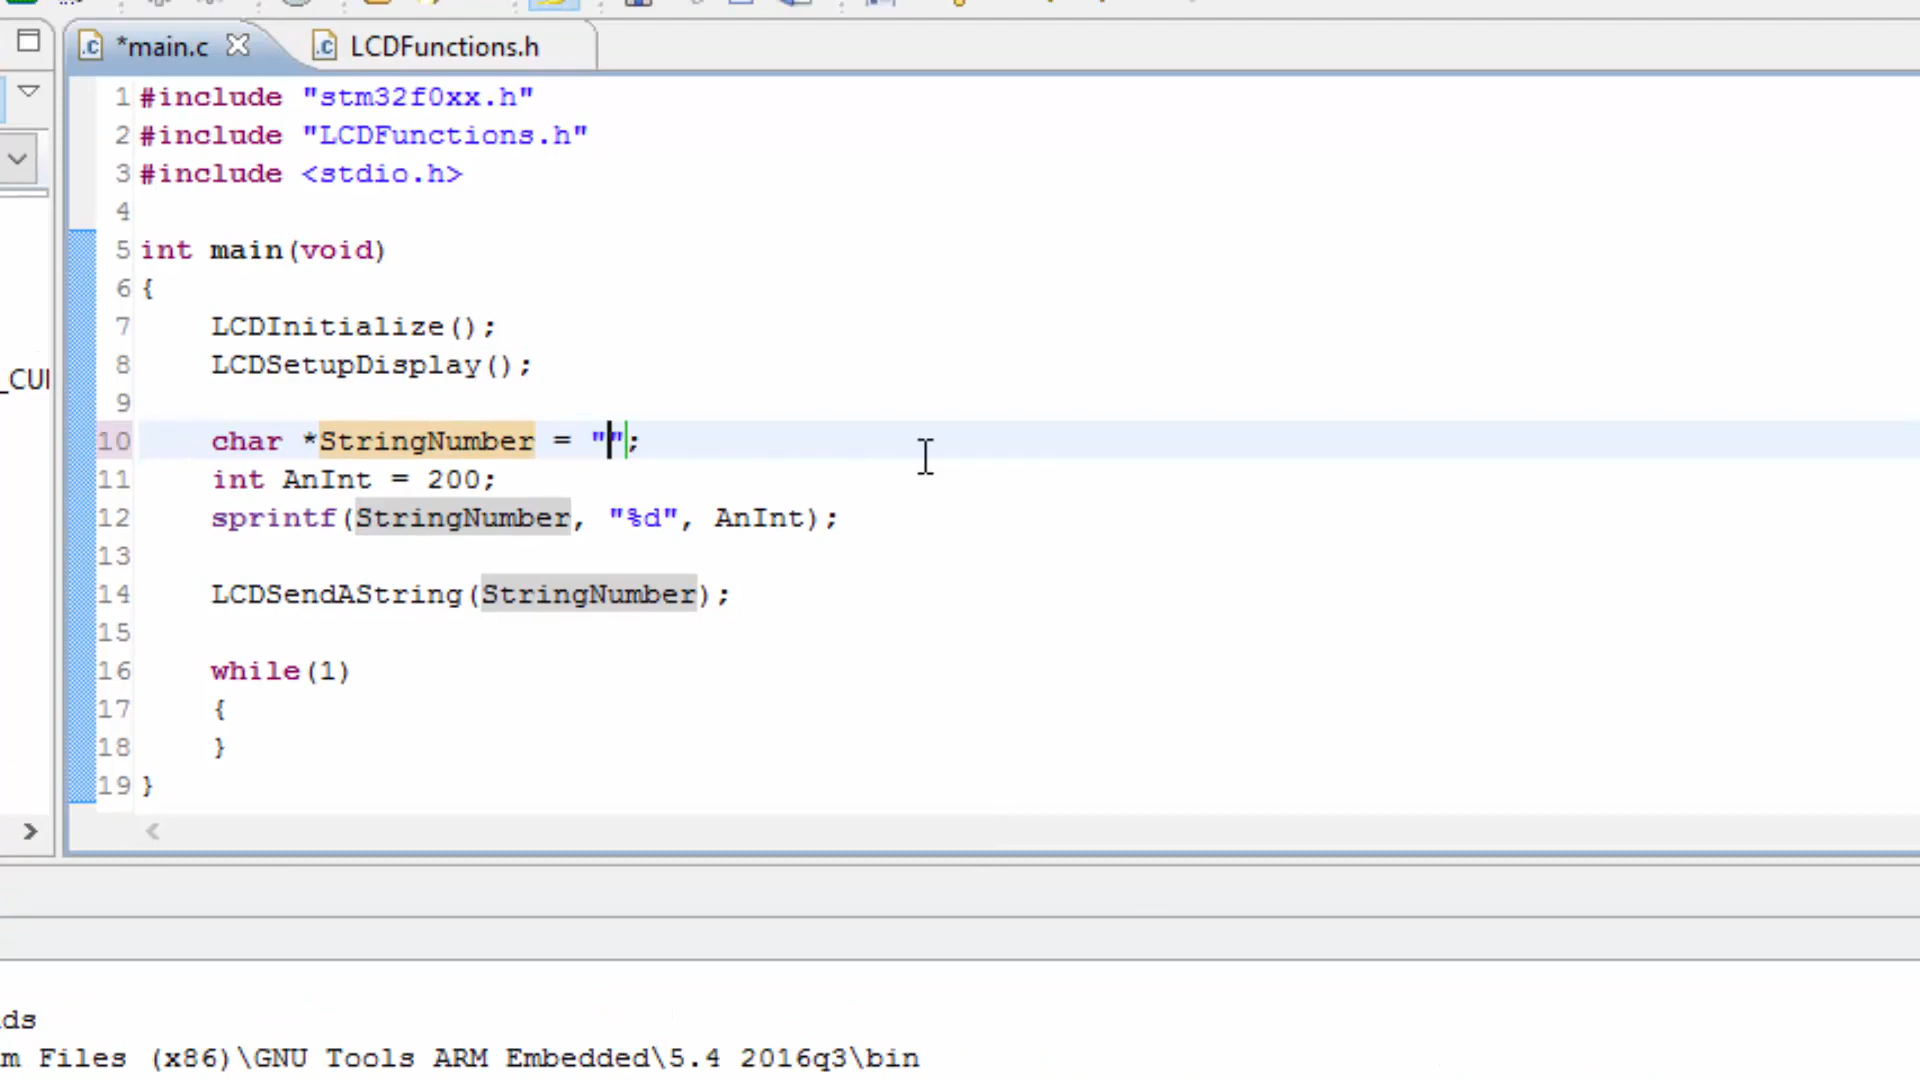 *main.c LCDFunctions.h
1 #include "stm32f0xx.h"
2 #include "LCDFunctions.h"
3 #include <stdio.h>
4
5 int main(void)
6 {
7 LCDInitialize();
8 LCDSetupDisplay();
9
_CUI
10 char *StringNumber = "";
11 int AnInt = 200;
12 sprintf(StringNumber, "%d", AnInt);
13
14 LCDSendAString(StringNumber);
15
16 while(1)
17 {
18 }
19 }
ds
m Files (x86)\GNU Tools ARM Embedded\5.4 2016q3\bin